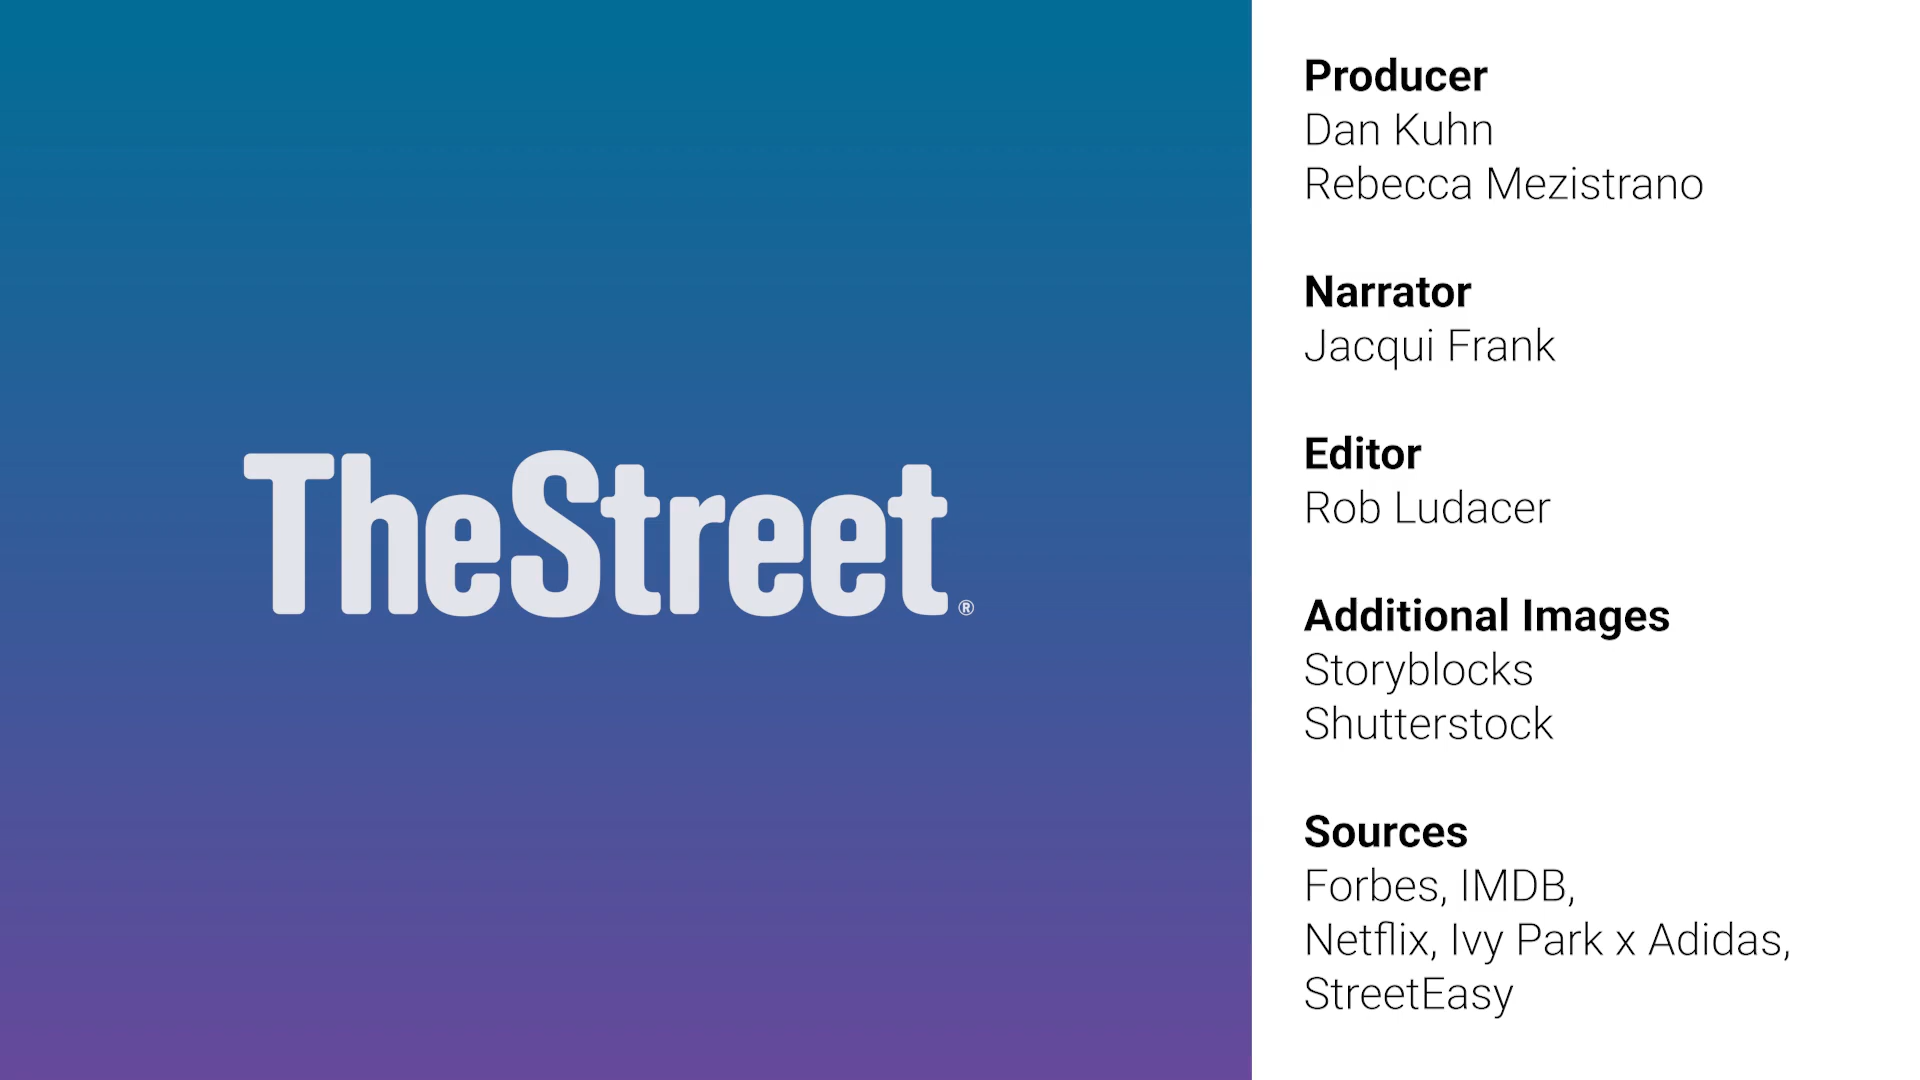 TheStreet®
Producer
Dan Kuhn
Rebecca Mezistrano
Narrator
Jacqui Frank
Editor
Rob Ludacer
Additional Images
Storyblocks
Shutterstock
Sources
Forbes, IMDB,
Netflix, Ivy Park x Adidas,
StreetEasy